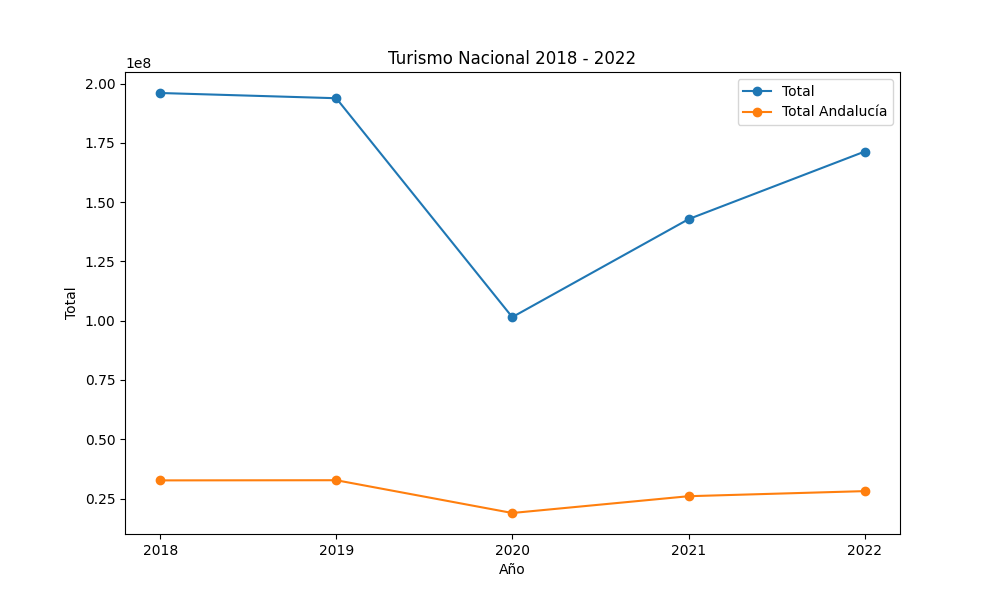 Turismo Nacional 2018 - 2022
1e8
2.00
1.75
1.50
1.25
1.00
0.75
0.50
0.25
Total
Total
Total Andalucía
2018 2019 2020 2021 2022
Año